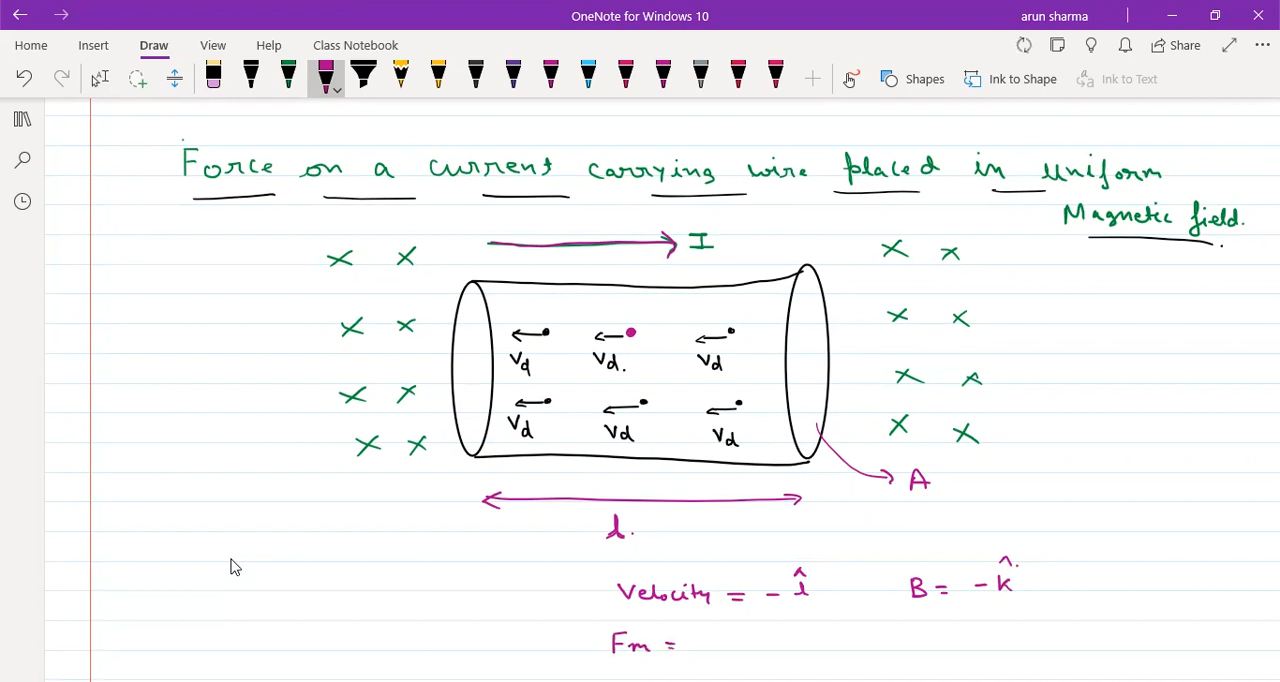 OneNote for Windows 10
arun sharma
Home Insert Draw View Help Class Notebook
Share
Shapes Ink to Shape Ink to Text
Force on a current carrying wire placed in uniform
Magnetic field.
x x I x x
x x x x
Vd Vd. Vd
x x x x
Vd Vd Vd
x x x x
A
l.
Velocity = - î B = - k̂
Fm =